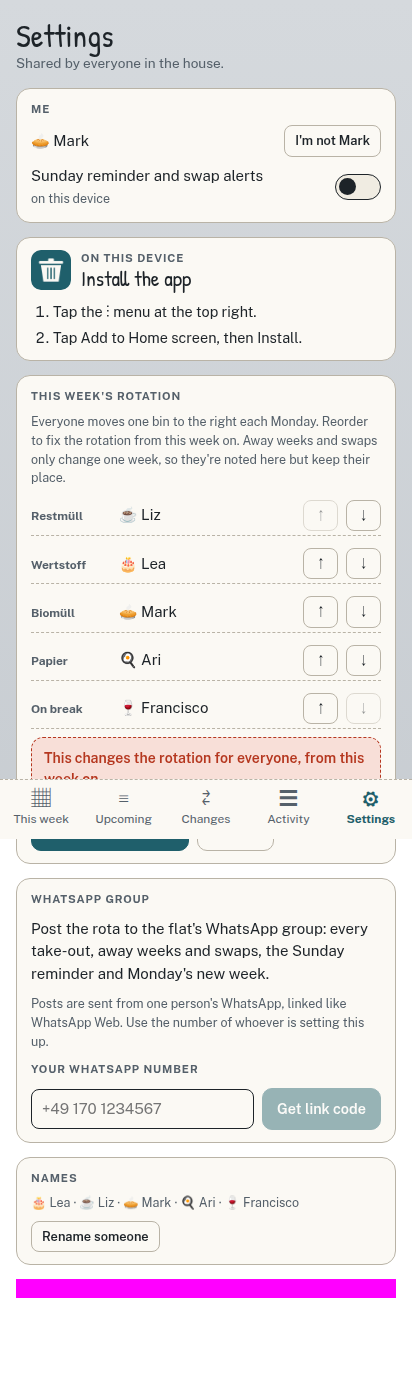 Settings
Shared by everyone in the house.
ME
🥧 Mark
I'm not Mark
Sunday reminder and swap alerts
on this device
ON THIS DEVICE
Install the app
1. Tap the ⋮ menu at the top right.
2. Tap Add to Home screen, then Install.
THIS WEEK'S ROTATION
Everyone moves one bin to the right each Monday. Reorder
to fix the rotation from this week on. Away weeks and swaps
only change one week, so they're noted here but keep their
place.
Restmüll ☕ Liz ↑ ↓
Wertstoff 🎂 Lea ↑ ↓
Biomüll 🥧 Mark ↑ ↓
Papier 🍳 Ari ↑ ↓
On break 🍷 Francisco ↑ ↓
This changes the rotation for everyone, from this
week on.
This week
Upcoming
Changes
Activity
Settings
WHATSAPP GROUP
Post the rota to the flat's WhatsApp group: every
take-out, away weeks and swaps, the Sunday
reminder and Monday's new week.
Posts are sent from one person's WhatsApp, linked like
WhatsApp Web. Use the number of whoever is setting this
up.
YOUR WHATSAPP NUMBER
+49 170 1234567
Get link code
NAMES
🎂 Lea · ☕ Liz · 🥧 Mark · 🍳 Ari · 🍷 Francisco
Rename someone